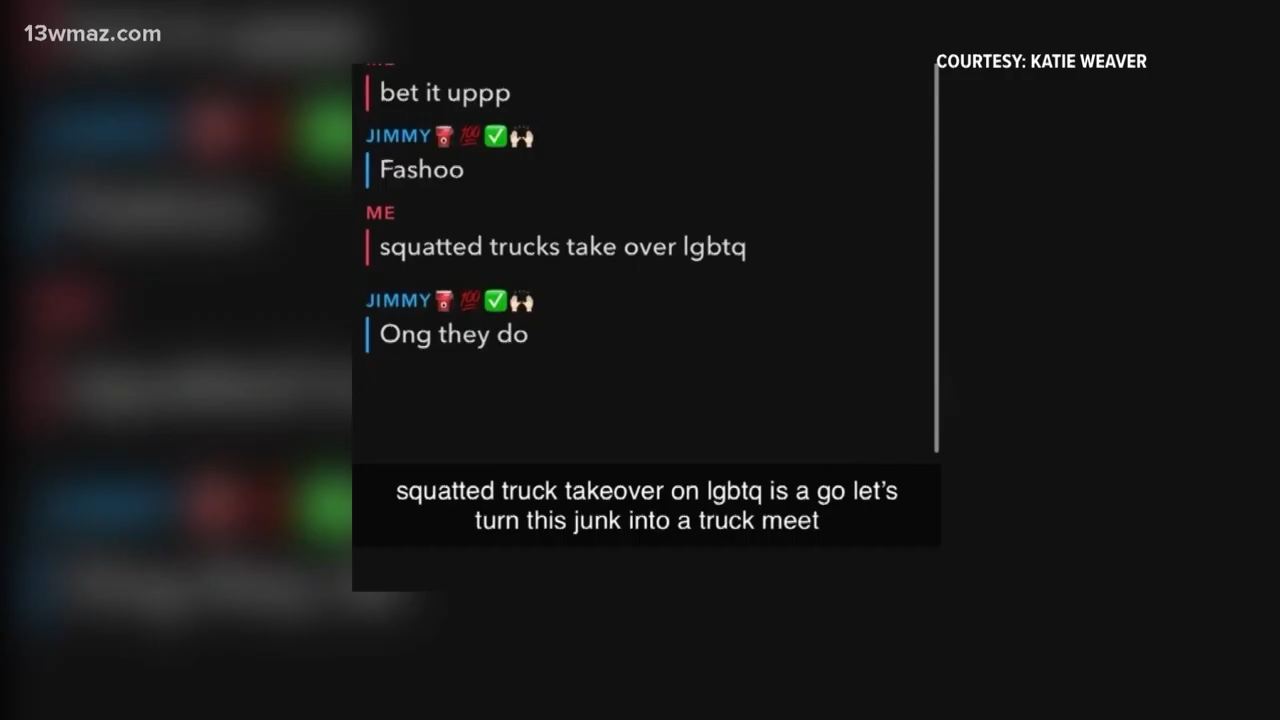 13wmaz.com
COURTESY: KATIE WEAVER
bet it uppp
JIMMY🥤💯✅🙌🏻
Fashoo
ME
squatted trucks take over lgbtq
JIMMY🥤💯✅🙌🏻
Ong they do
squatted truck takeover on lgbtq is a go let's
turn this junk into a truck meet